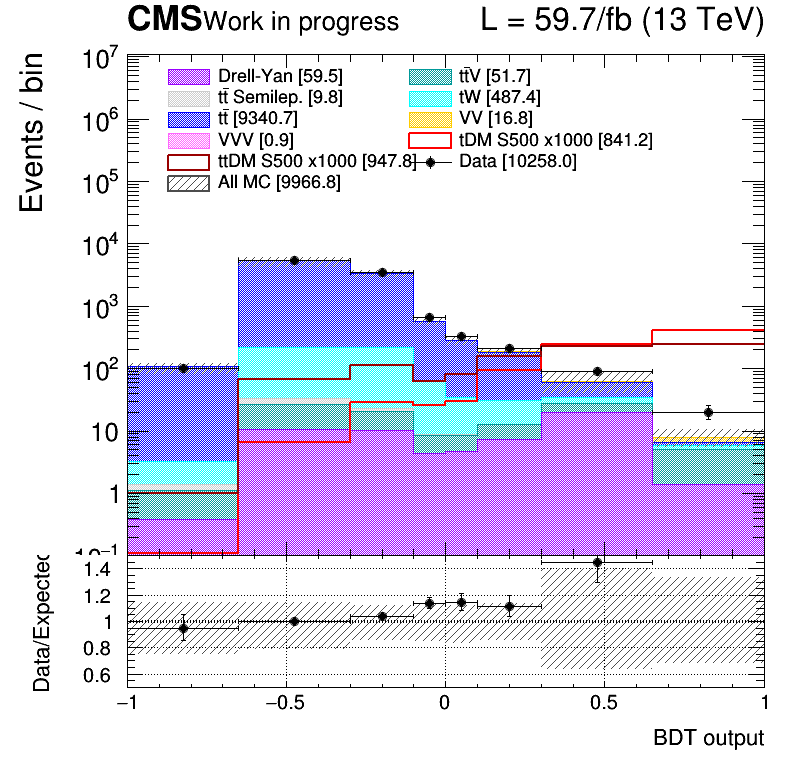 CMS Work in progress L = 59.7/fb (13 TeV)
Events / bin
10⁷
10⁶
10⁵
10⁴
10³
10²
10
1
10⁻¹
Drell-Yan [59.5] tt̄V [51.7]
tt̄ Semilep. [9.8] tW [487.4]
tt̄ [9340.7] VV [16.8]
VVV [0.9] tDM S500 x1000 [841.2]
ttDM S500 x1000 [947.8] Data [10258.0]
All MC [9966.8]
Data/Expected
1.4
1.2
1
0.8
0.6
−1 −0.5 0 0.5 1
BDT output